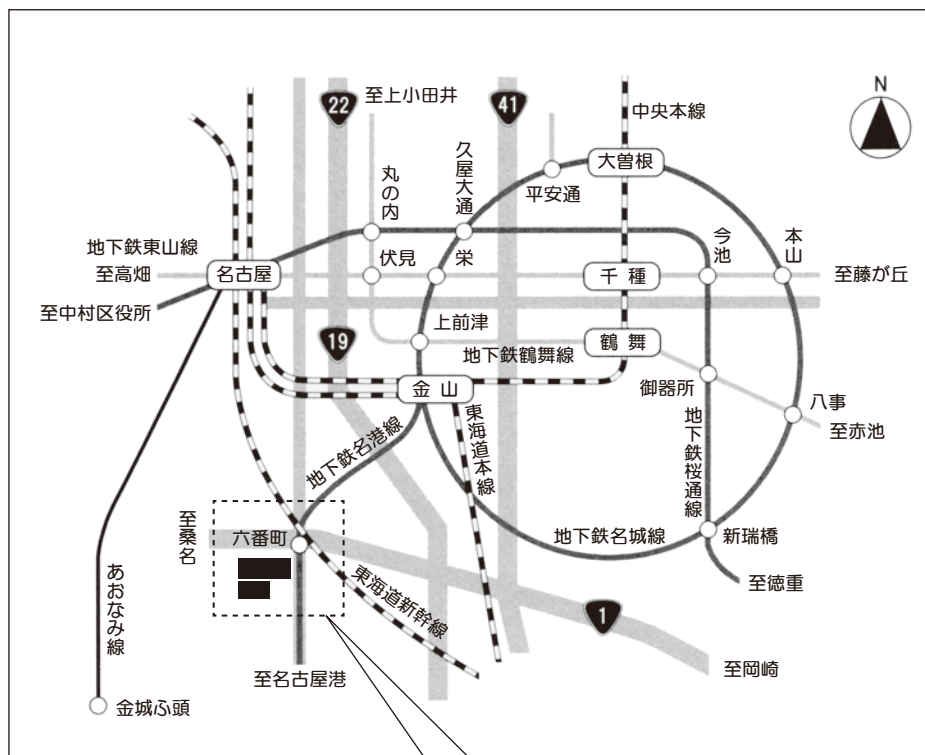 N
22
至上小田井
41
中央本線
久屋大通
大曽根
丸の内
平安通
地下鉄東山線
伏見
栄
今池
本山
至高畑
名古屋
千種
至藤が丘
至中村区役所
19
上前津
地下鉄鶴舞線
鶴舞
金山
御器所
八事
至赤池
東海道本線
地下鉄桜通線
地下鉄名港線
至桑名
六番町
地下鉄名城線
新瑞橋
あおなみ線
東海道新幹線
至徳重
1
至名古屋港
至岡崎
金城ふ頭